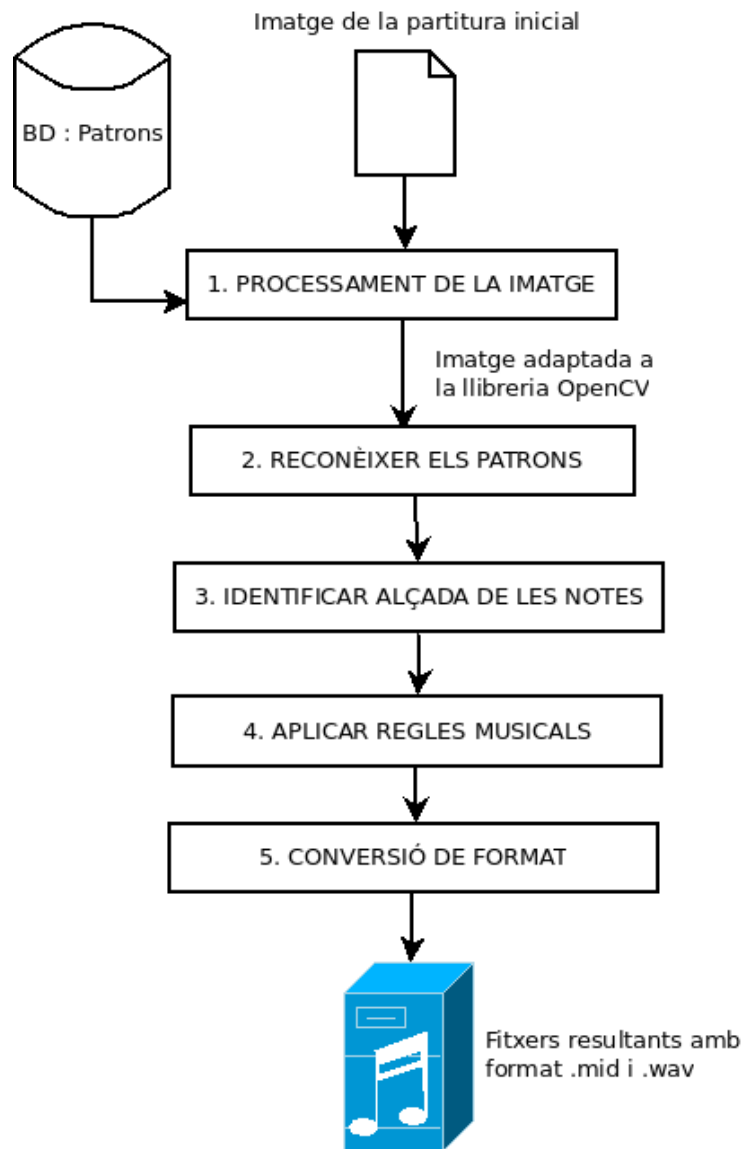 Imatge de la partitura inicial
BD : Patrons
1. PROCESSAMENT DE LA IMATGE
Imatge adaptada a
la llibreria OpenCV
2. RECONÈIXER ELS PATRONS
3. IDENTIFICAR ALÇADA DE LES NOTES
4. APLICAR REGLES MUSICALS
5. CONVERSIÓ DE FORMAT
Fitxers resultants amb
format .mid i .wav